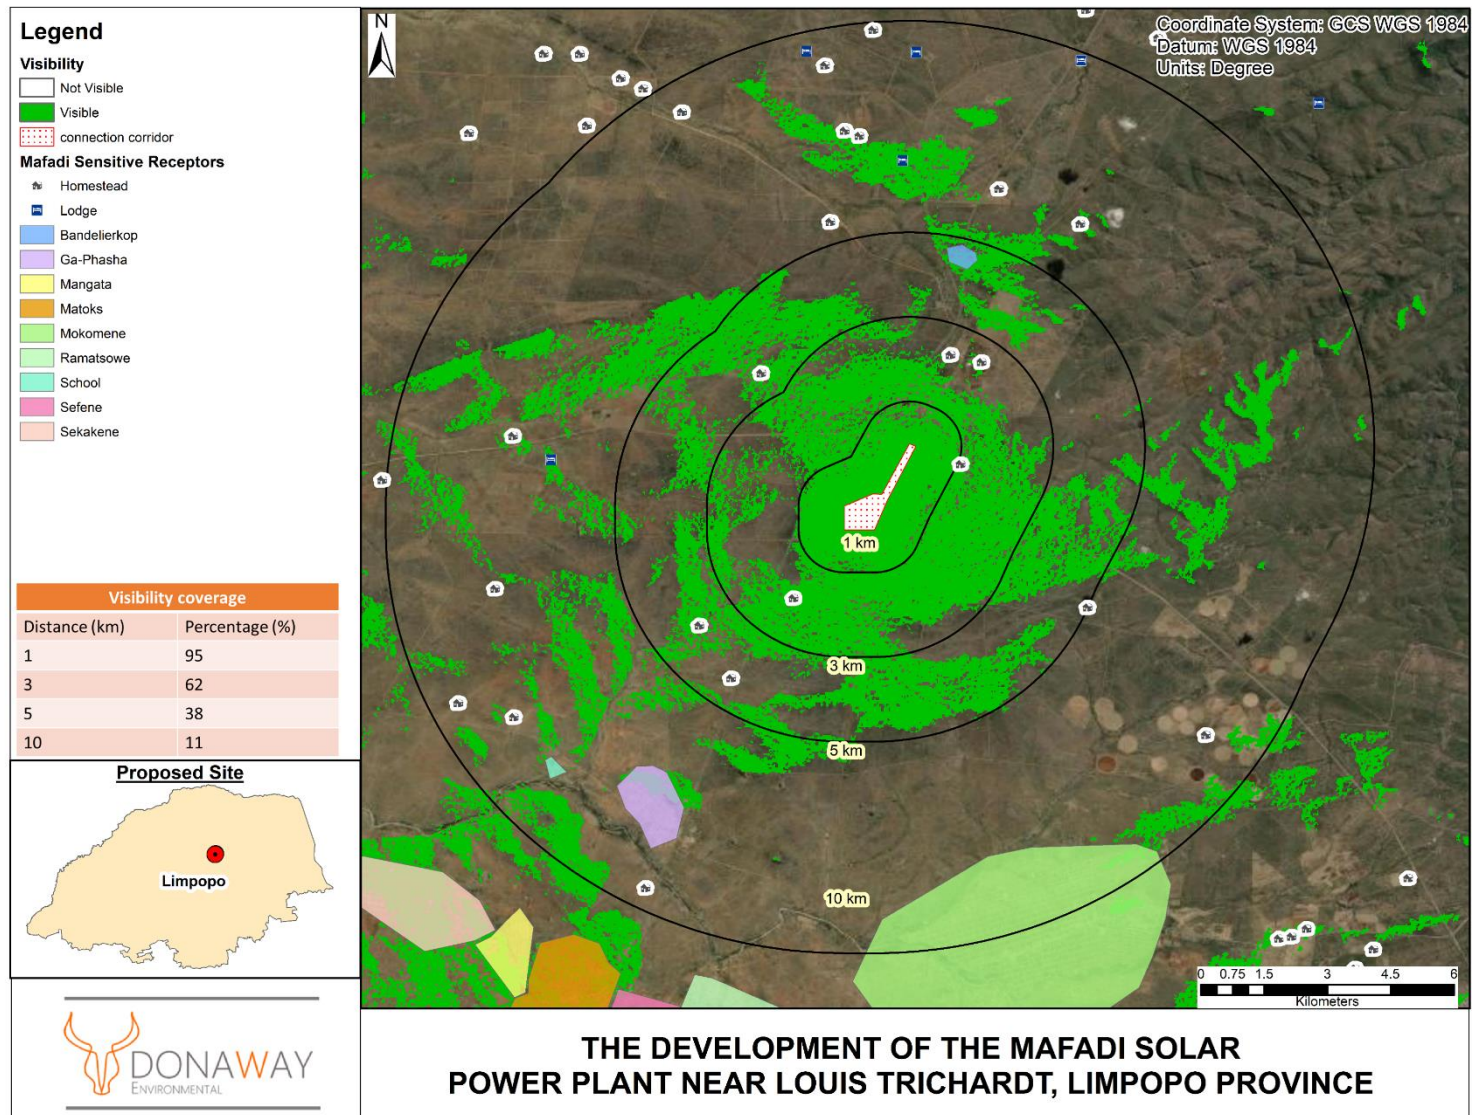 Legend
Visibility
Not Visible
Visible
connection corridor
Mafadi Sensitive Receptors
Homestead
Lodge
Bandelierkop
Ga-Phasha
Mangata
Matoks
Mokomene
Ramatsowe
School
Sefene
Sekakene
Visibility coverage
Distance (km) Percentage (%)
1 95
3 62
5 38
10 11
Proposed Site
Limpopo
DONAWAY
ENVIRONMENTAL
N
Coordinate System: GCS WGS 1984
Datum: WGS 1984
Units: Degree
1 km
3 km
5 km
10 km
0 0.75 1.5 3 4.5 6
Kilometers
THE DEVELOPMENT OF THE MAFADI SOLAR
POWER PLANT NEAR LOUIS TRICHARDT, LIMPOPO PROVINCE